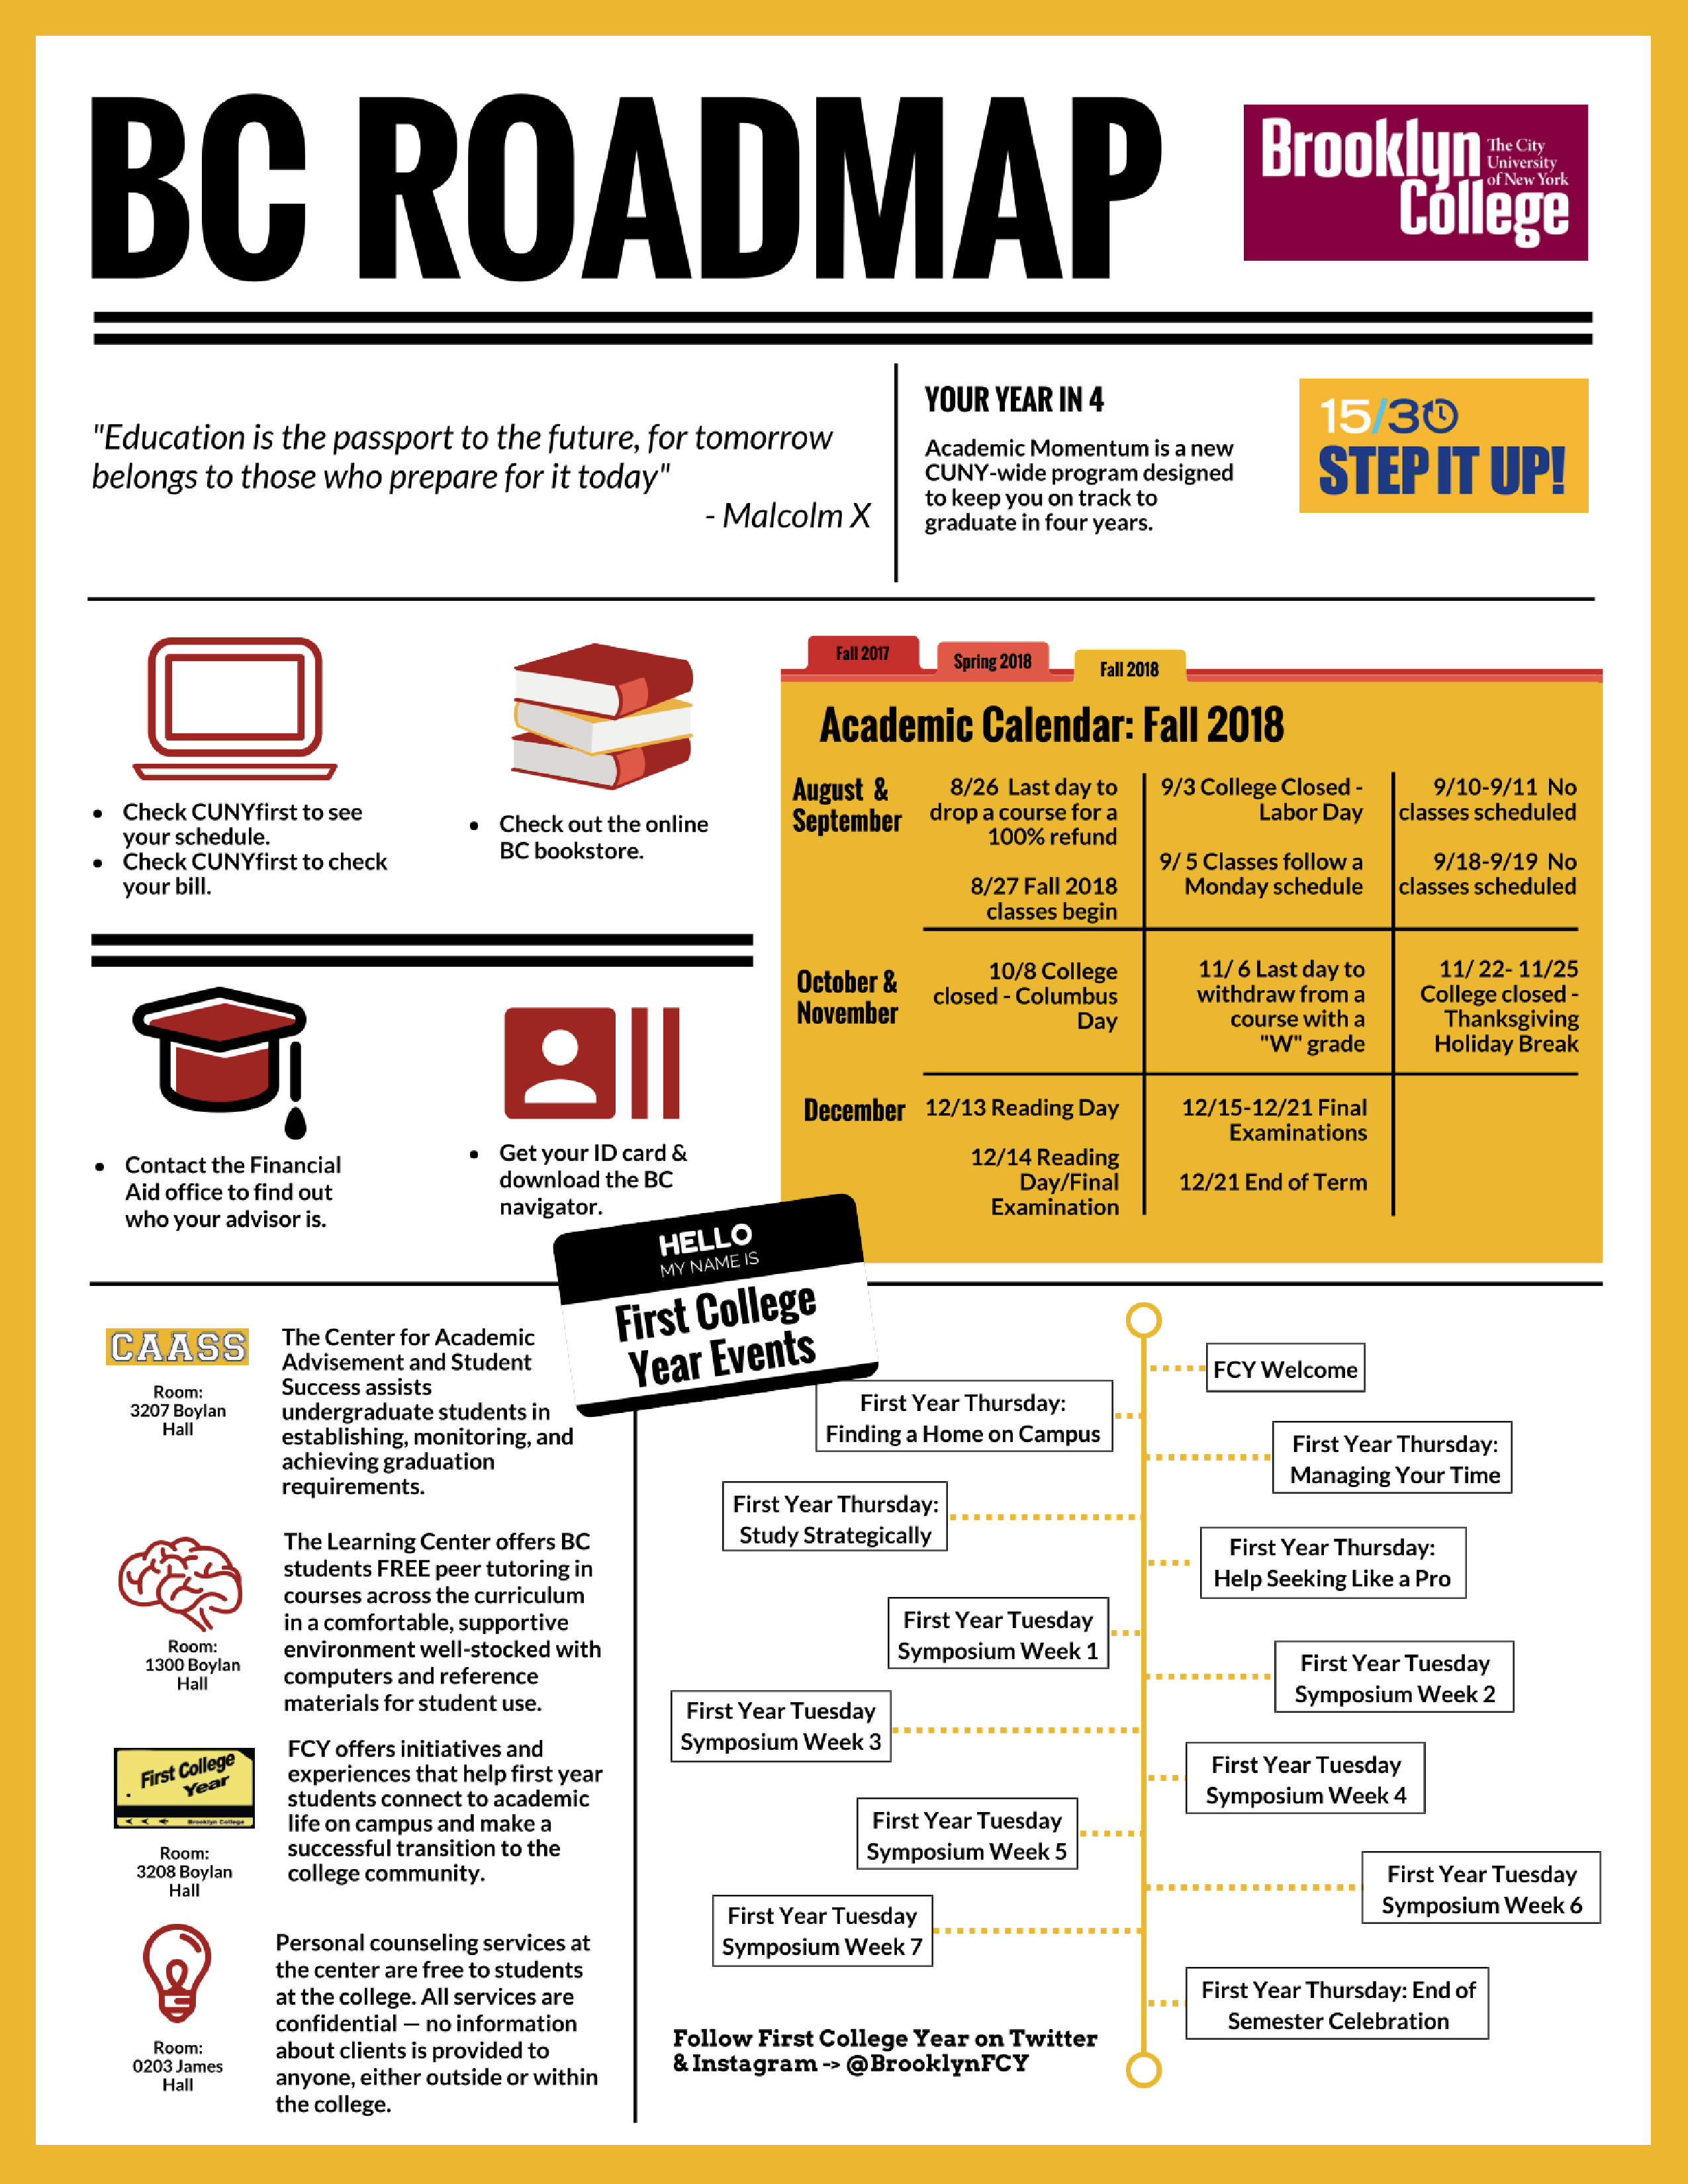 BC ROADMAP
Brooklyn
College
The City
University
of New York
"Education is the passport to the future, for tomorrow
belongs to those who prepare for it today"
- Malcolm X
YOUR YEAR IN 4
Academic Momentum is a new
CUNY-wide program designed
to keep you on track to
graduate in four years.
15/30
STEP IT UP!
• Check CUNYfirst to see
your schedule.
• Check CUNYfirst to check
your bill.
• Check out the online
BC bookstore.
• Contact the Financial
Aid office to find out
who your advisor is.
• Get your ID card &
download the BC
navigator.
Fall 2017
Spring 2018
Fall 2018
Academic Calendar: Fall 2018
August &
September
8/26 Last day to
drop a course for a
100% refund
8/27 Fall 2018
classes begin
9/3 College Closed -
Labor Day
9/ 5 Classes follow a
Monday schedule
9/10-9/11 No
classes scheduled
9/18-9/19 No
classes scheduled
October &
November
10/8 College
closed - Columbus
Day
11/ 6 Last day to
withdraw from a
course with a
"W" grade
11/ 22- 11/25
College closed -
Thanksgiving
Holiday Break
December
12/13 Reading Day
12/14 Reading
Day/Final
Examination
12/15-12/21 Final
Examinations
12/21 End of Term
CAASS
Room:
3207 Boylan
Hall
The Center for Academic
Advisement and Student
Success assists
undergraduate students in
establishing, monitoring, and
achieving graduation
requirements.
Room:
1300 Boylan
Hall
The Learning Center offers BC
students FREE peer tutoring in
courses across the curriculum
in a comfortable, supportive
environment well-stocked with
computers and reference
materials for student use.
First College
Year
Brooklyn College
Room:
3208 Boylan
Hall
FCY offers initiatives and
experiences that help first year
students connect to academic
life on campus and make a
successful transition to the
college community.
Room:
0203 James
Hall
Personal counseling services at
the center are free to students
at the college. All services are
confidential — no information
about clients is provided to
anyone, either outside or within
the college.
HELLO
MY NAME IS
First College
Year Events
FCY Welcome
First Year Thursday:
Finding a Home on Campus
First Year Thursday:
Managing Your Time
First Year Thursday:
Study Strategically
First Year Thursday:
Help Seeking Like a Pro
First Year Tuesday
Symposium Week 1
First Year Tuesday
Symposium Week 2
First Year Tuesday
Symposium Week 3
First Year Tuesday
Symposium Week 4
First Year Tuesday
Symposium Week 5
First Year Tuesday
Symposium Week 6
First Year Tuesday
Symposium Week 7
First Year Thursday: End of
Semester Celebration
Follow First College Year on Twitter
& Instagram -> @BrooklynFCY